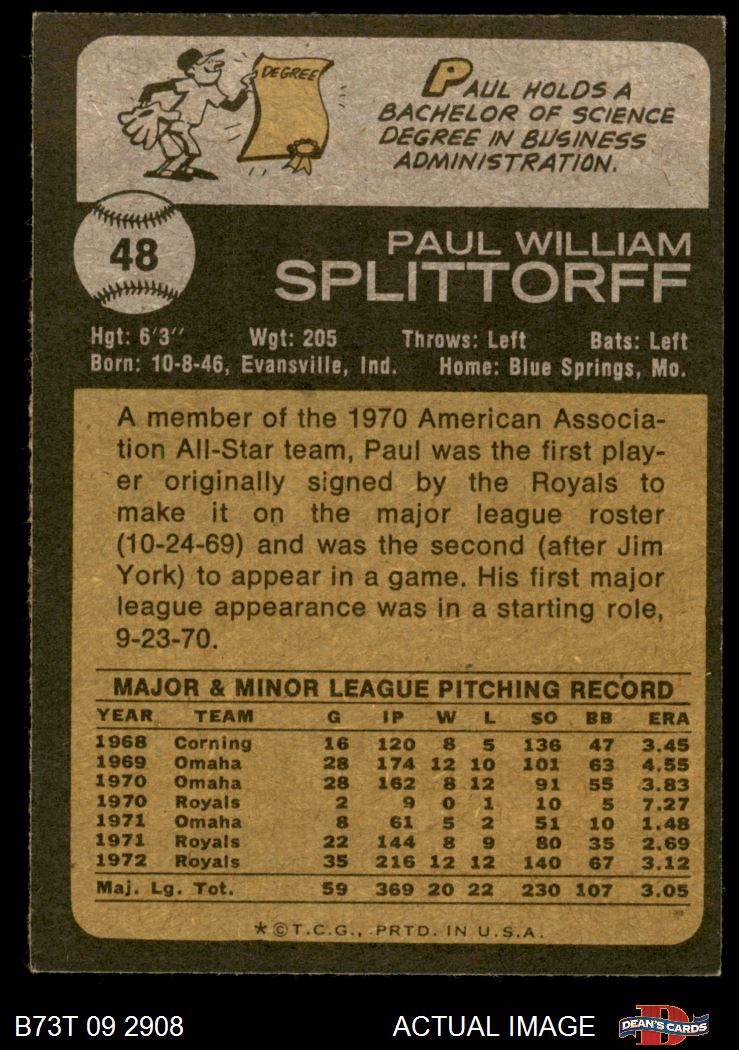 DEGREE
PAUL HOLDS A
BACHELOR OF SCIENCE
DEGREE IN BUSINESS
ADMINISTRATION.
48
PAUL WILLIAM
SPLITTORFF
Hgt: 6'3" Wgt: 205 Throws: Left Bats: Left
Born: 10-8-46, Evansville, Ind. Home: Blue Springs, Mo.
A member of the 1970 American Associa-
tion All-Star team, Paul was the first play-
er originally signed by the Royals to
make it on the major league roster
(10-24-69) and was the second (after Jim
York) to appear in a game. His first major
league appearance was in a starting role,
9-23-70.
MAJOR & MINOR LEAGUE PITCHING RECORD
YEAR TEAM G IP W L SO BB ERA
1968 Corning 16 120 8 5 136 47 3.45
1969 Omaha 28 174 12 10 101 63 4.55
1970 Omaha 28 162 8 12 91 55 3.83
1970 Royals 2 9 0 1 10 5 7.27
1971 Omaha 8 61 5 2 51 10 1.48
1971 Royals 22 144 8 9 80 35 2.69
1972 Royals 35 216 12 12 140 67 3.12
Maj. Lg. Tot. 59 369 20 22 230 107 3.05
*©T.C.G., PRTD. IN U.S.A.
B73T 09 2908 ACTUAL IMAGE D DEAN'S CARDS